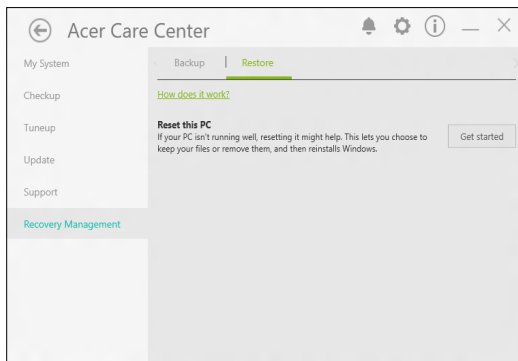 Acer Care Center
My System
Checkup
Tuneup
Update
Support
Recovery Management
Backup | Restore
How does it work?
Reset this PC
If your PC isn't running well, resetting it might help. This lets you choose to
keep your files or remove them, and then reinstalls Windows.
Get started